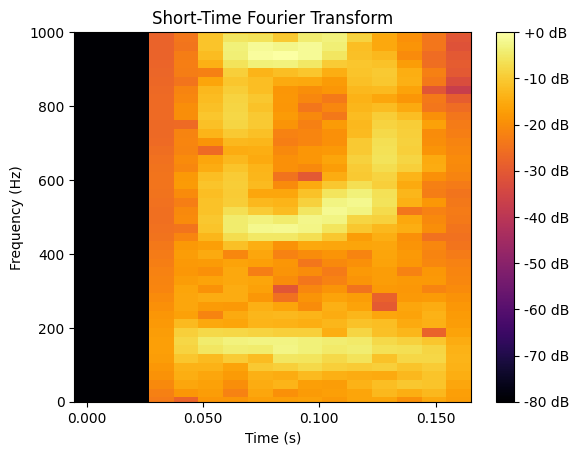 Short-Time Fourier Transform
1000
800
600
400
200
0
Frequency (Hz)
0.000
0.050
0.100
0.150
Time (s)
+0 dB
-10 dB
-20 dB
-30 dB
-40 dB
-50 dB
-60 dB
-70 dB
-80 dB